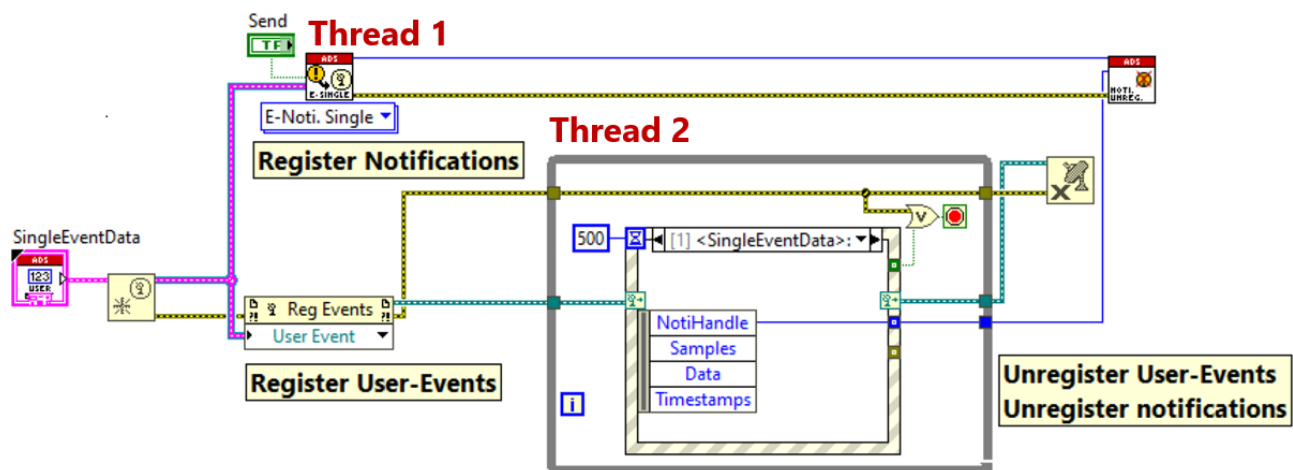 Send
Thread 1
TF
ADS
E-SINGLE
ADS
NOTI.
UNREG.
E-Noti. Single
Register Notifications
Thread 2
SingleEventData
ADS
123
USER
500
[1] <SingleEventData>:
V
X
Reg Events
User Event
NotiHandle
Samples
Data
Timestamps
Register User-Events
i
Unregister User-Events
Unregister notifications